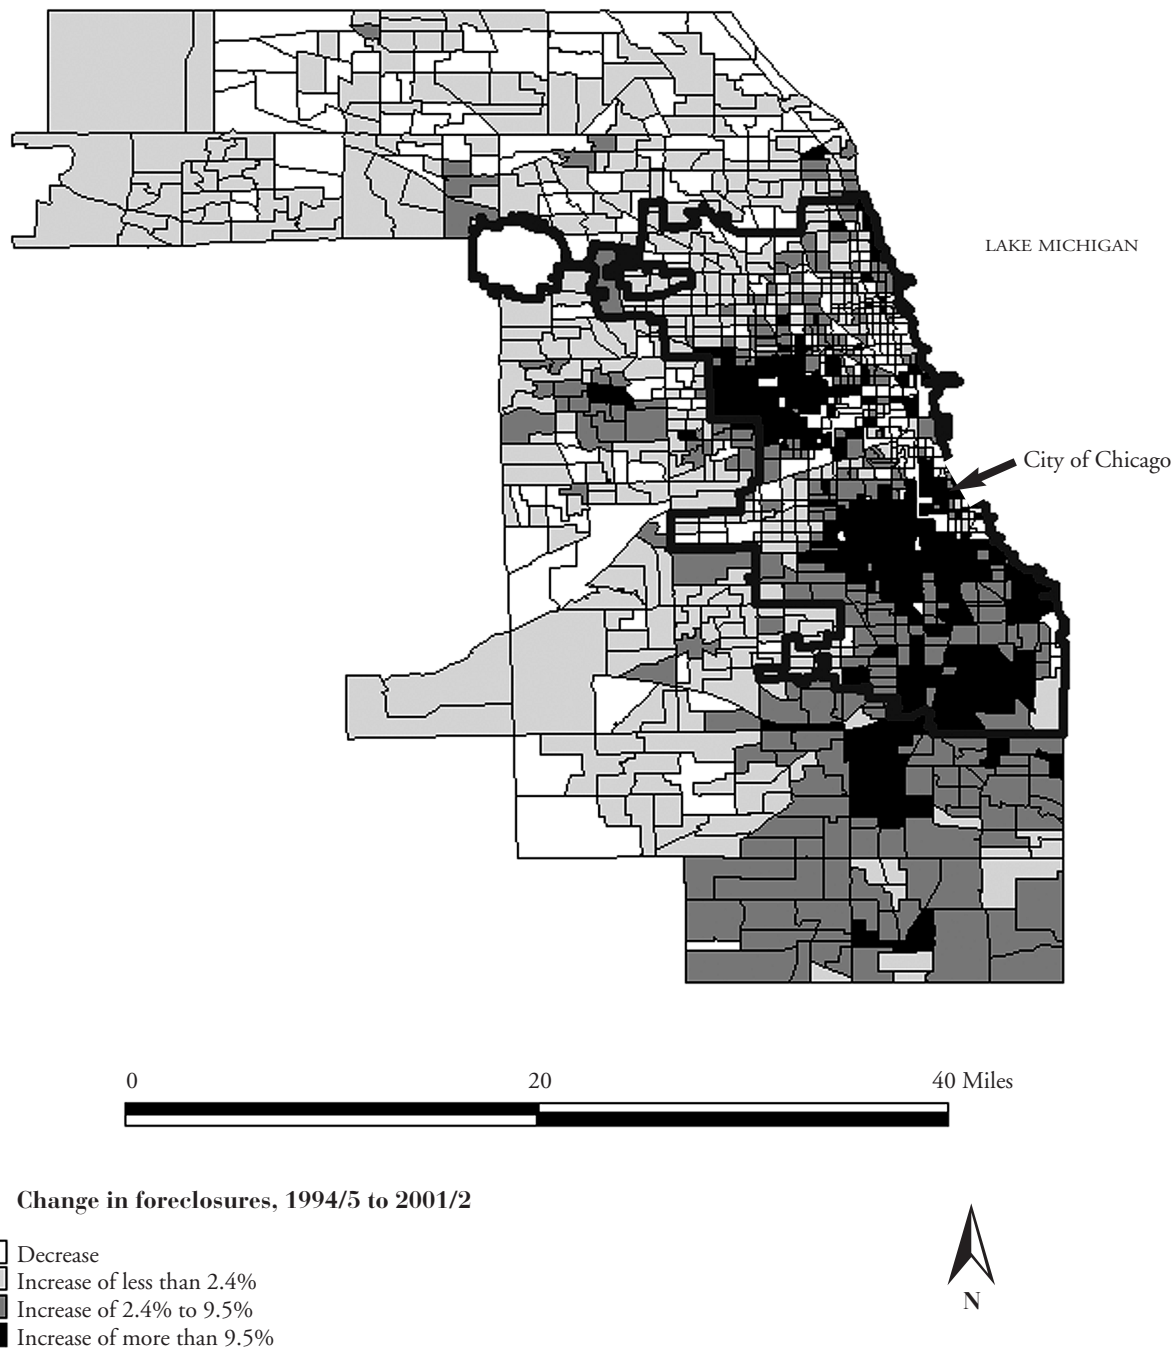 LAKE MICHIGAN
City of Chicago
0 20 40 Miles
Change in foreclosures, 1994/5 to 2001/2
Decrease
Increase of less than 2.4%
Increase of 2.4% to 9.5%
Increase of more than 9.5%
N